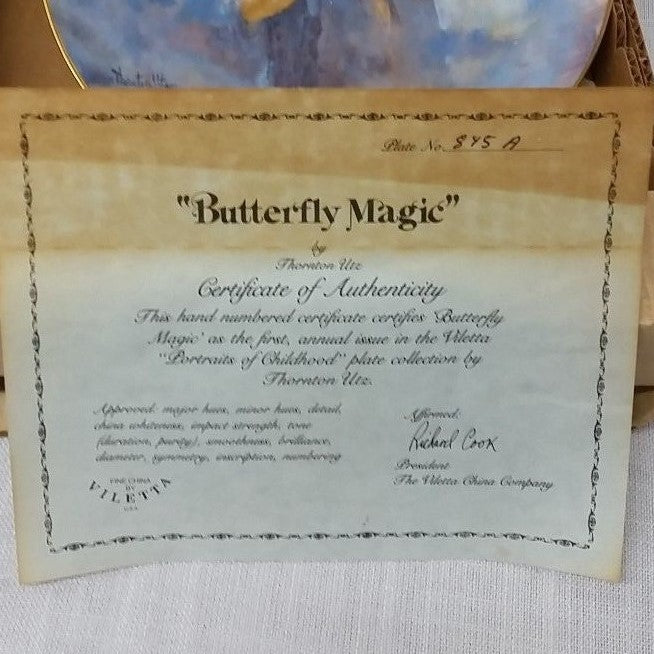 Plate No. 845 A
"Butterfly Magic"
by
Thornton Utz
Certificate of Authenticity
This hand numbered certificate certifies 'Butterfly
Magic' as the first, annual issue in the Viletta
"Portraits of Childhood" plate collection by
Thornton Utz.
Approved: major hues, minor hues, detail,
china whiteness, impact strength, tone
(duration, purity), smoothness, brilliance,
diameter, symmetry, inscription, numbering
FINE CHINA
BY
VILETTA
U.S.A.
Affirmed:
Richard Cook
President
The Viletta China Company